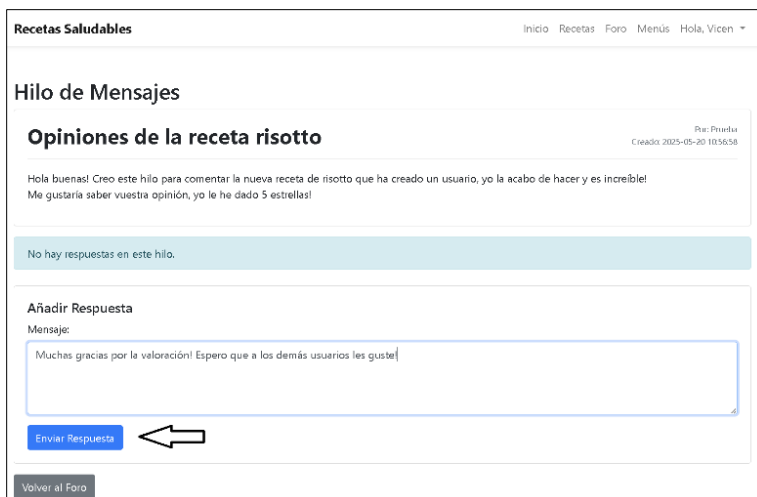 Recetas Saludables
Inicio Recetas Foro Menús Hola, Vicen
Hilo de Mensajes
Opiniones de la receta risotto
Por: Prueba
Creado: 2025-05-20 10:56:58
Hola buenas! Creo este hilo para comentar la nueva receta de risotto que ha creado un usuario, yo la acabo de hacer y es increíble!
Me gustaría saber vuestra opinión, yo le he dado 5 estrellas!
No hay respuestas en este hilo.
Añadir Respuesta
Mensaje:
Muchas gracias por la valoración! Espero que a los demás usuarios les guste!
Enviar Respuesta
Volver al Foro